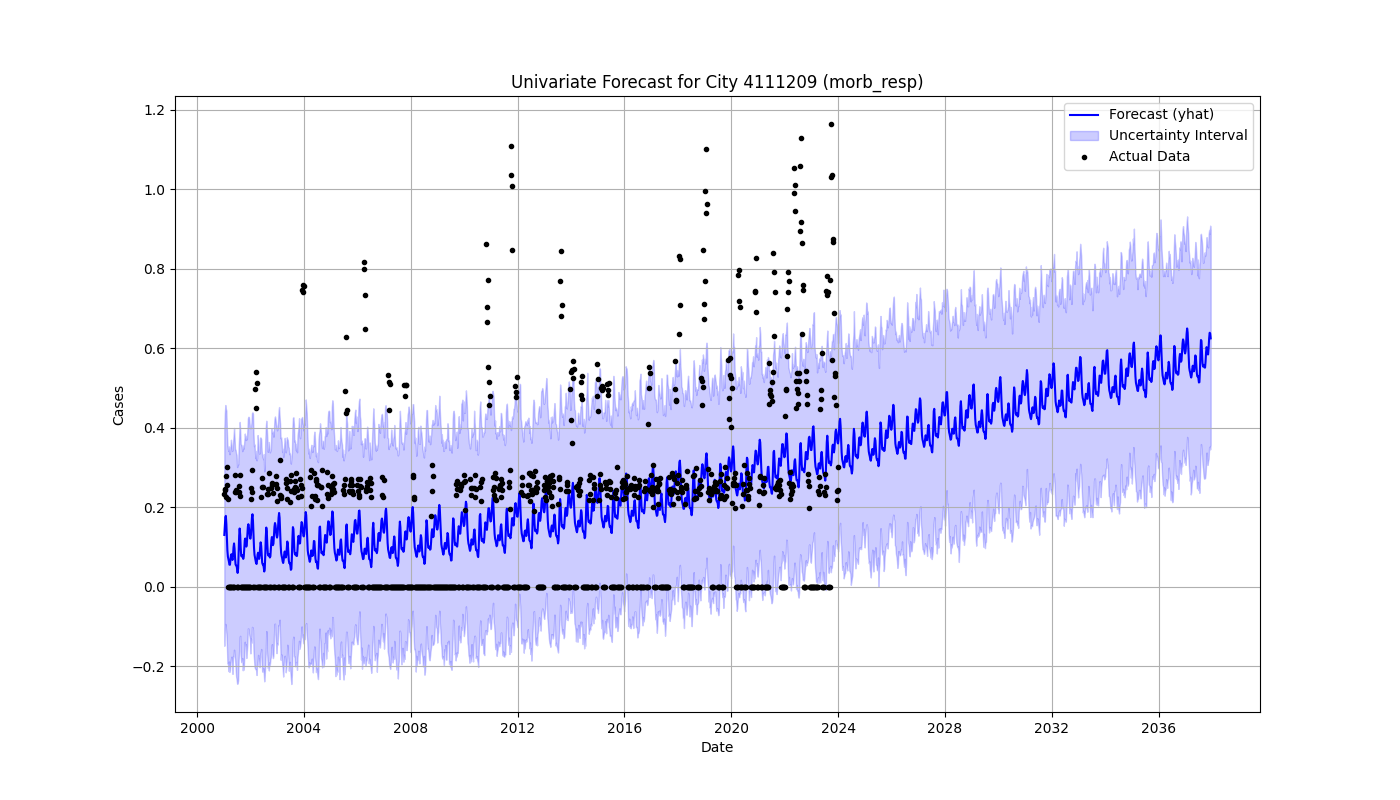 Univariate Forecast for City 4111209 (morb_resp)
Forecast (yhat)
Uncertainty Interval
Actual Data
Cases
1.2
1.0
0.8
0.6
0.4
0.2
0.0
−0.2
2000 2004 2008 2012 2016 2020 2024 2028 2032 2036
Date